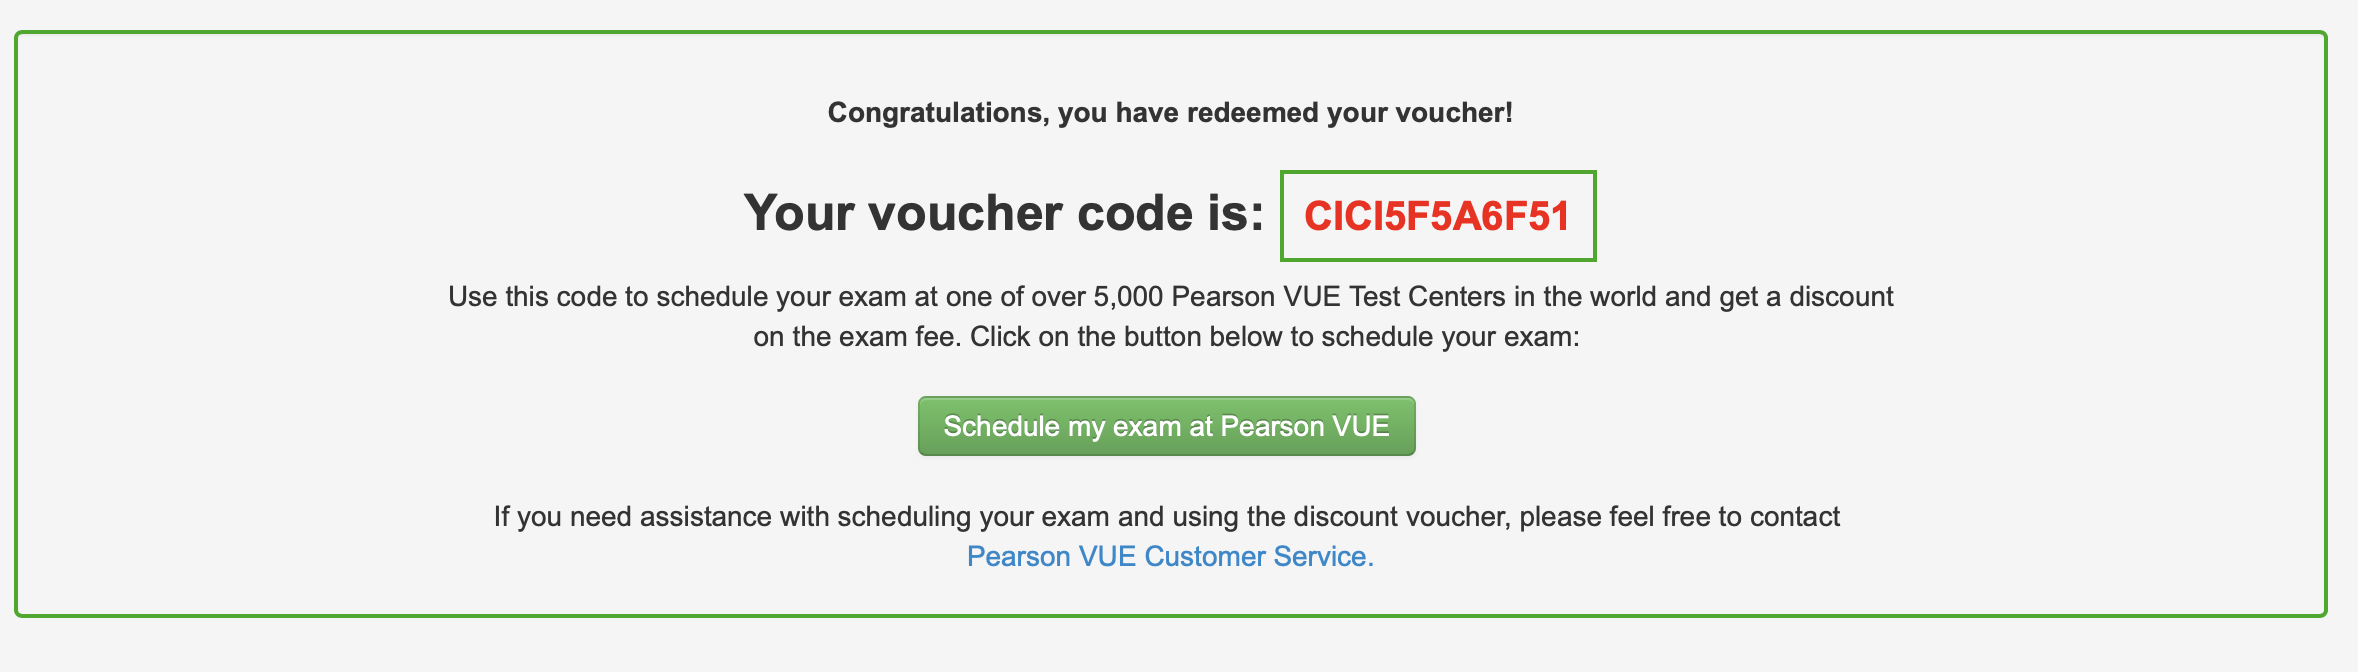 Congratulations, you have redeemed your voucher!
Your voucher code is: CICI5F5A6F51
Use this code to schedule your exam at one of over 5,000 Pearson VUE Test Centers in the world and get a discount
on the exam fee. Click on the button below to schedule your exam:
Schedule my exam at Pearson VUE
If you need assistance with scheduling your exam and using the discount voucher, please feel free to contact
Pearson VUE Customer Service.